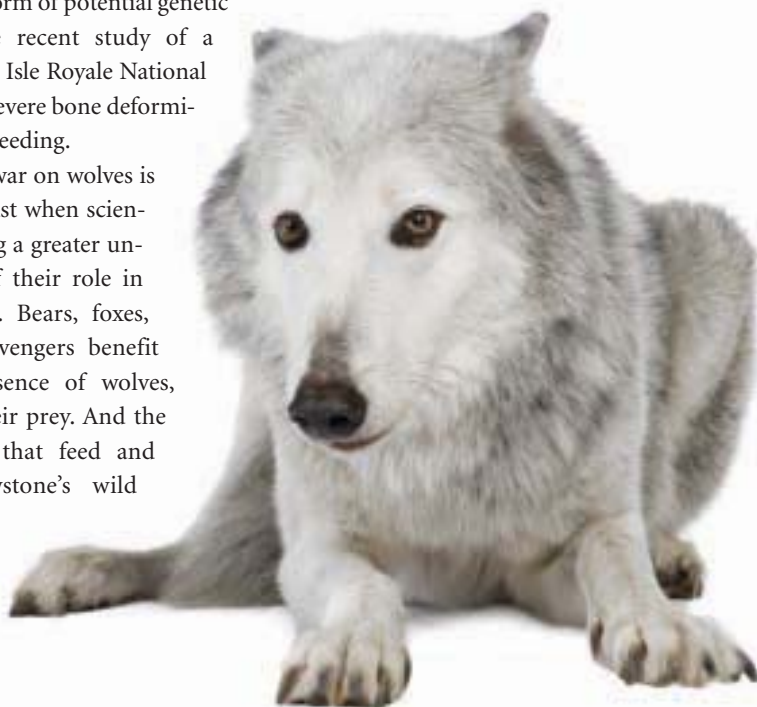 orm of potential genetic
recent study of a
Isle Royale National
evere bone deformi-
eeding.
war on wolves is
st when scien-
g a greater un-
their role in
. Bears, foxes,
vengers benefit
sence of wolves,
eir prey. And the
that feed and
ystone's wild